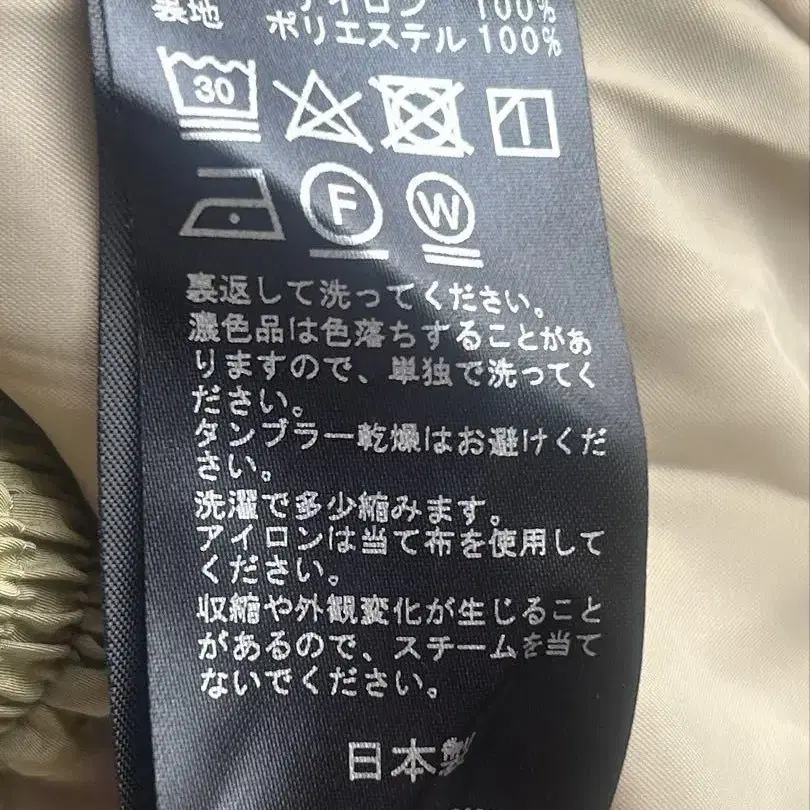 100%
裏地 ポリエステル 100%
30
F W
裏返して洗ってください。
濃色品は色落ちすることがあ
りますので、単独で洗ってく
ださい。
タンブラー乾燥はお避けくだ
さい。
洗濯で多少縮みます。
アイロンは当て布を使用して
ください。
収縮や外観変化が生じること
があるので、スチームを当て
ないでください。
日本製